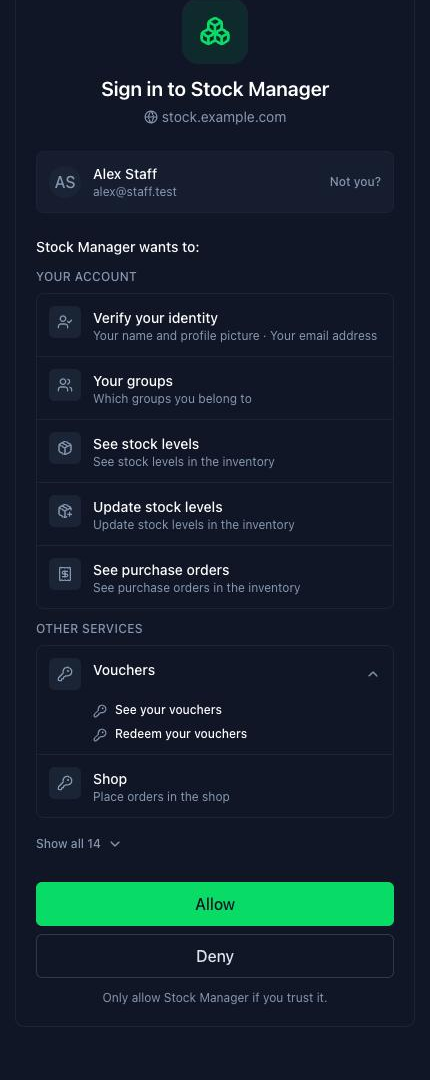 Sign in to Stock Manager
stock.example.com
AS
Alex Staff
alex@staff.test
Not you?
Stock Manager wants to:
YOUR ACCOUNT
Verify your identity
Your name and profile picture · Your email address
Your groups
Which groups you belong to
See stock levels
See stock levels in the inventory
Update stock levels
Update stock levels in the inventory
See purchase orders
See purchase orders in the inventory
OTHER SERVICES
Vouchers
See your vouchers
Redeem your vouchers
Shop
Place orders in the shop
Show all 14
Allow
Deny
Only allow Stock Manager if you trust it.